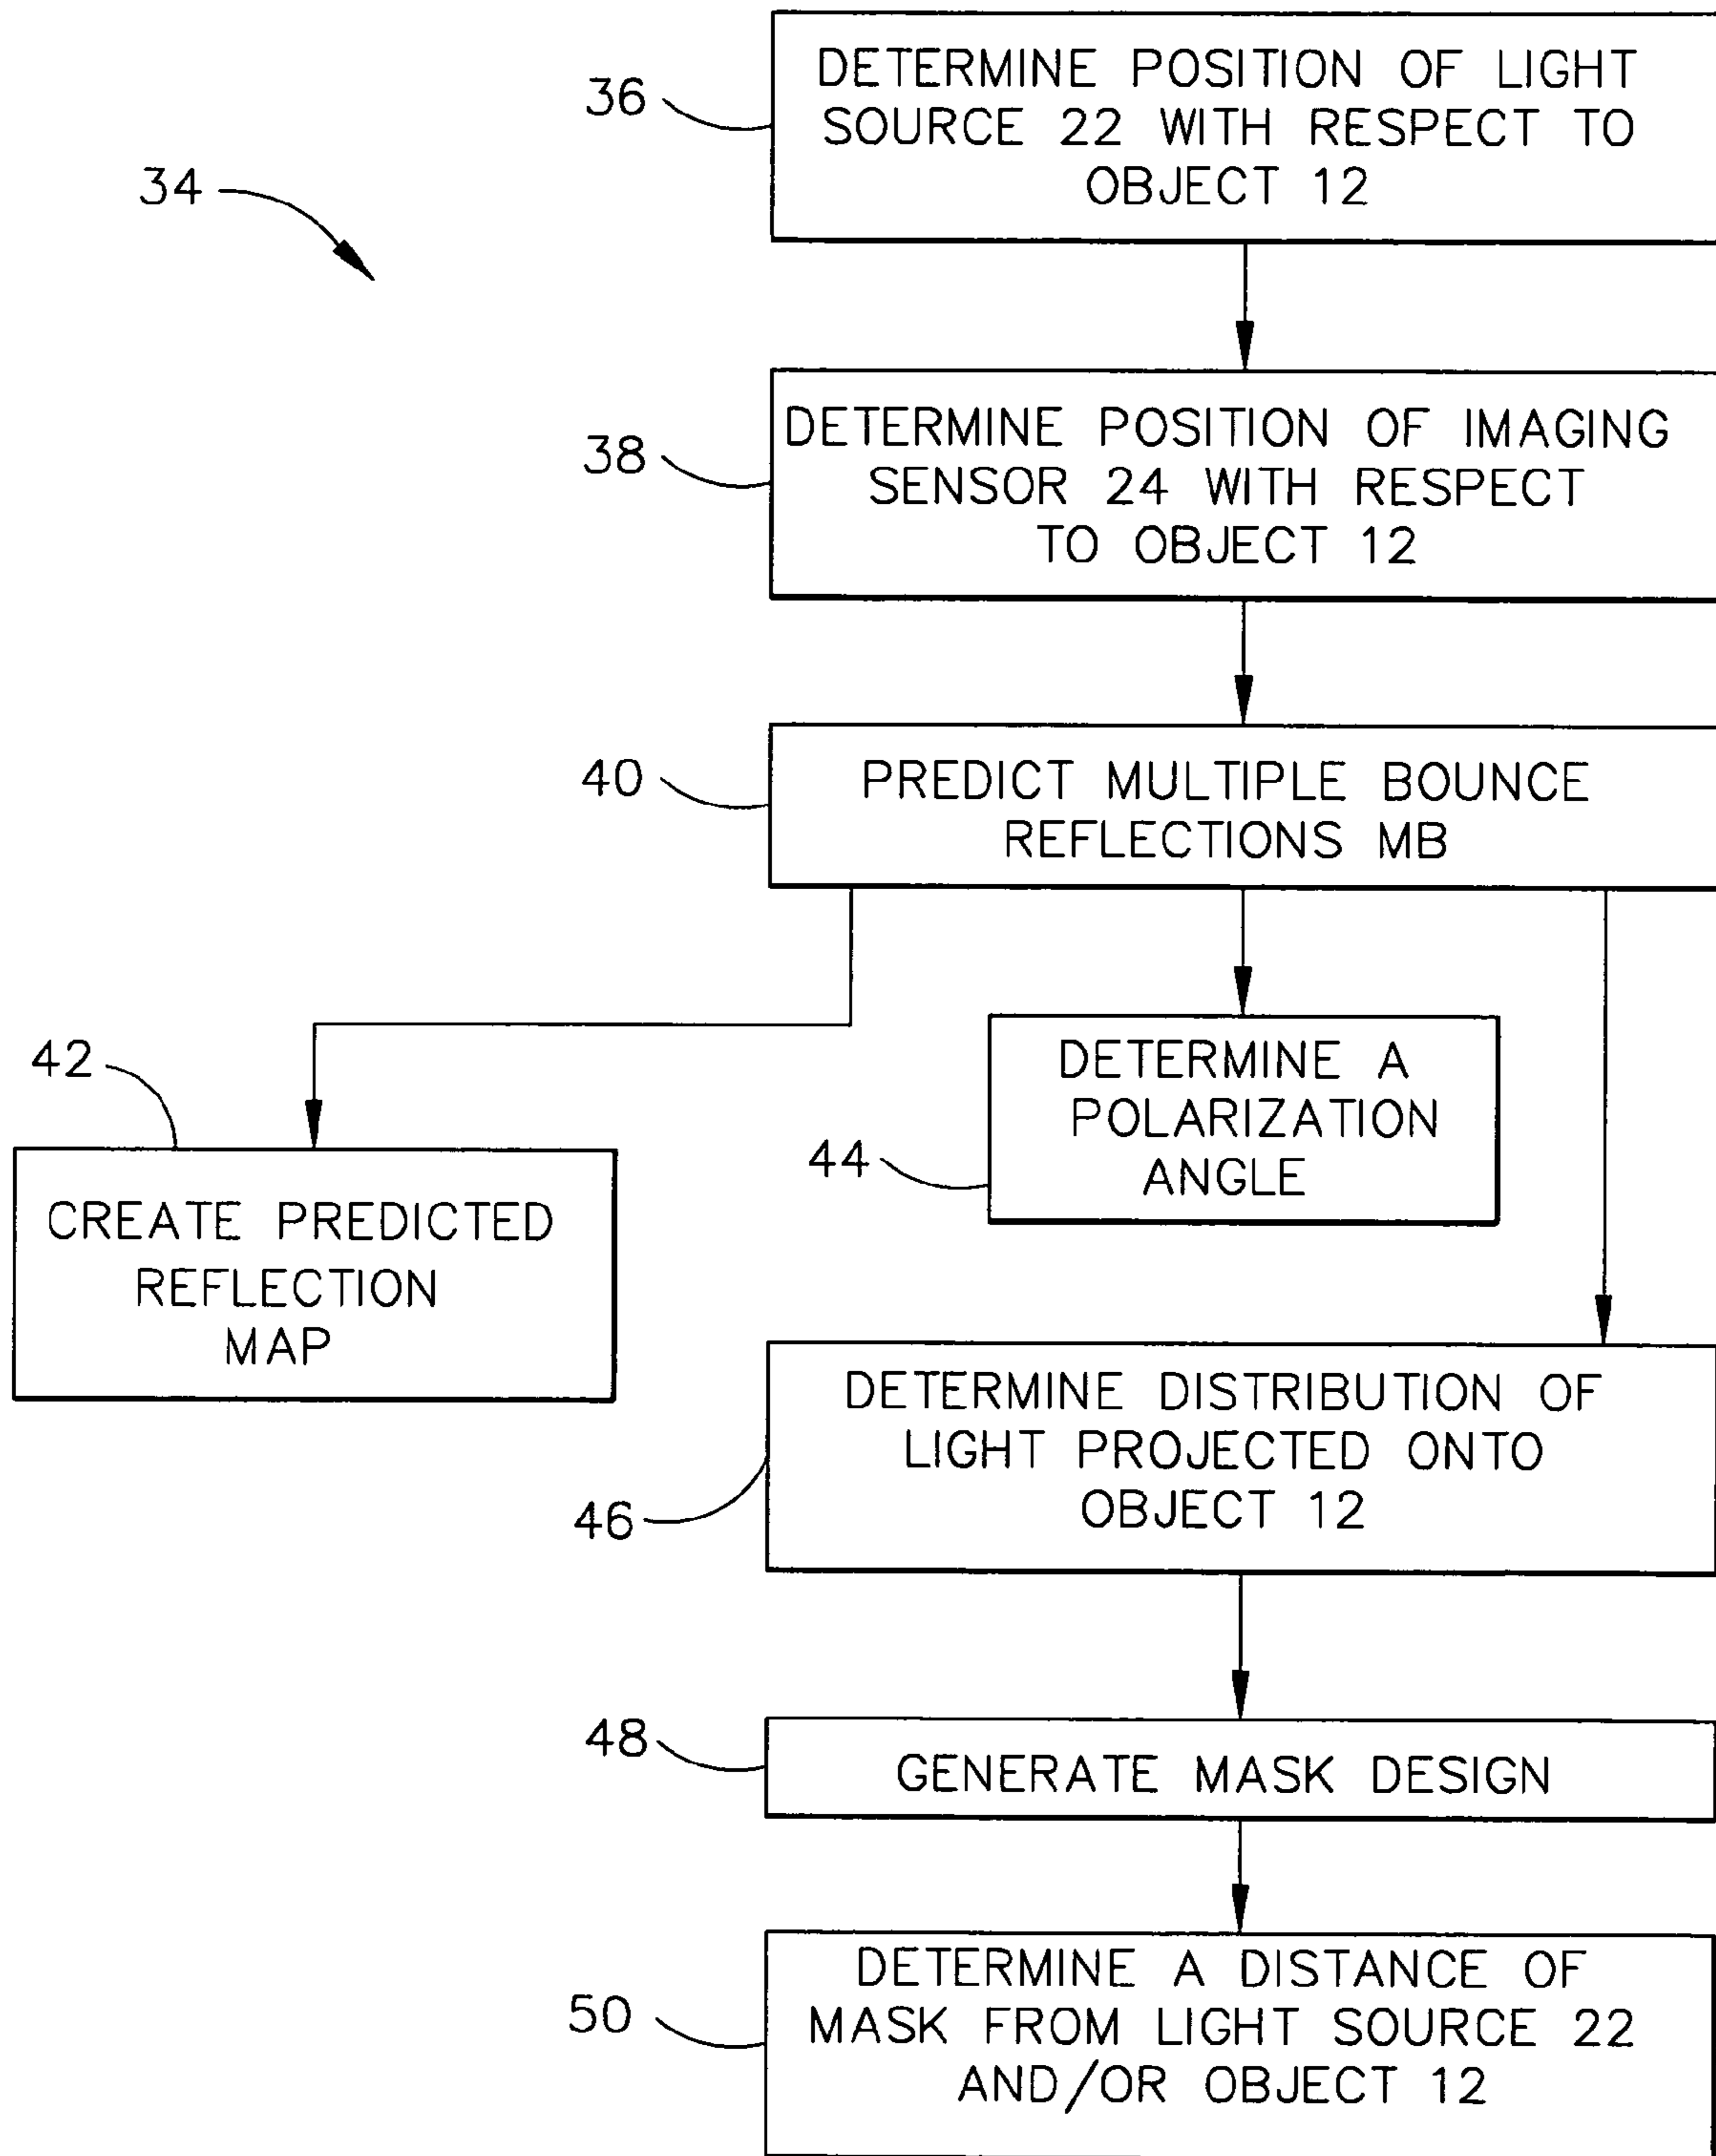 36
DETERMINE POSITION OF LIGHT
SOURCE 22 WITH RESPECT TO
OBJECT 12
34
38
DETERMINE POSITION OF IMAGING
SENSOR 24 WITH RESPECT
TO OBJECT 12
40
PREDICT MULTIPLE BOUNCE
REFLECTIONS MB
42
CREATE PREDICTED
REFLECTION
MAP
44
DETERMINE A
POLARIZATION
ANGLE
46
DETERMINE DISTRIBUTION OF
LIGHT PROJECTED ONTO
OBJECT 12
48
GENERATE MASK DESIGN
50
DETERMINE A DISTANCE OF
MASK FROM LIGHT SOURCE 22
AND/OR OBJECT 12